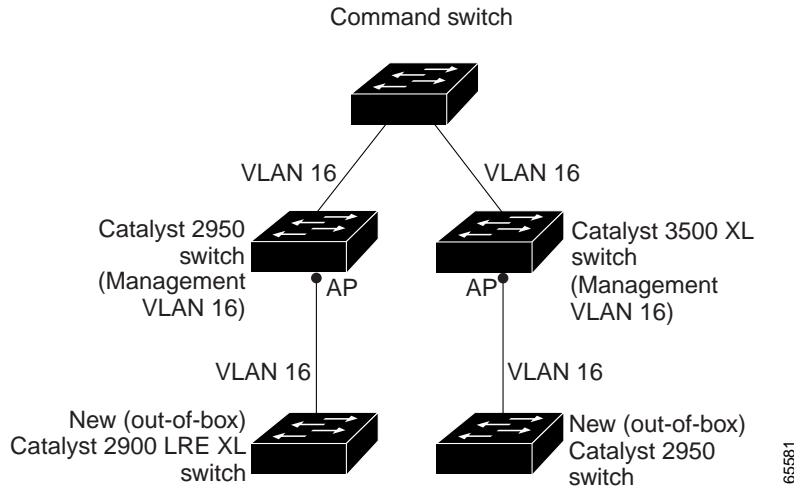 Command switch
VLAN 16
VLAN 16
Catalyst 2950
switch
(Management
VLAN 16)
AP
AP
Catalyst 3500 XL
switch
(Management
VLAN 16)
VLAN 16
VLAN 16
New (out-of-box)
Catalyst 2900 LRE XL
switch
New (out-of-box)
Catalyst 2950
switch
65581